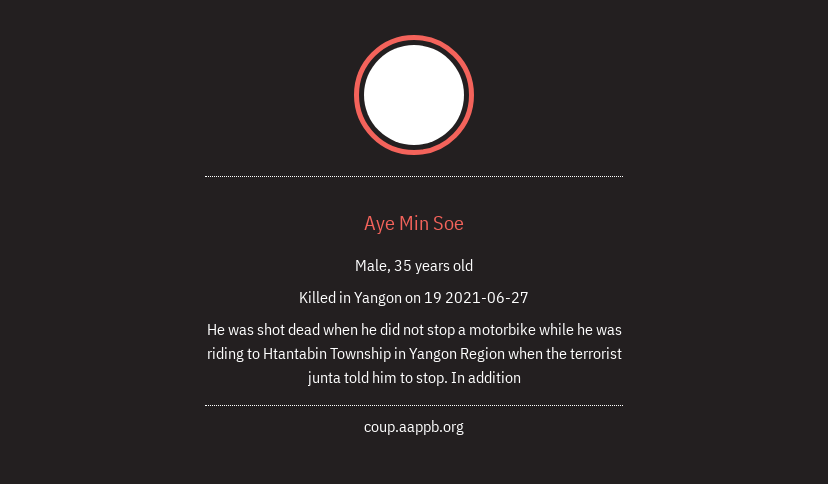 Aye Min Soe
Male, 35 years old
Killed in Yangon on 19 2021-06-27
He was shot dead when he did not stop a motorbike while he was
riding to Htantabin Township in Yangon Region when the terrorist
junta told him to stop. In addition
coup.aappb.org